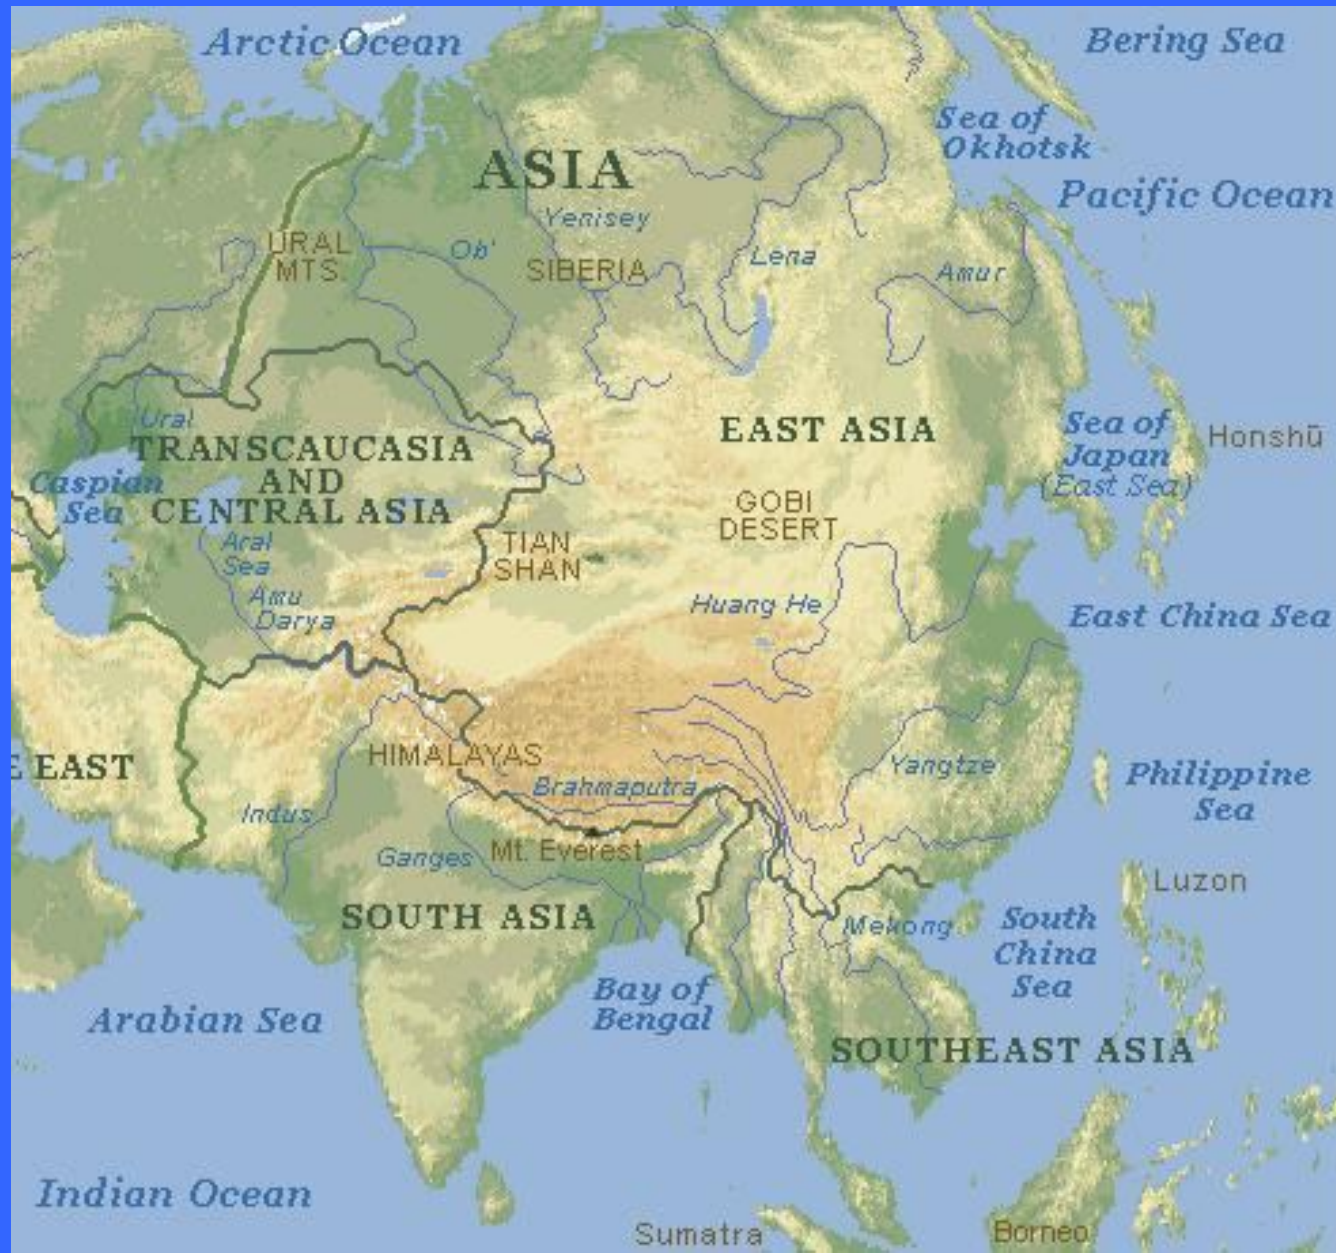 Arctic Ocean
Bering Sea
Sea of
Okhotsk
ASIA
Pacific Ocean
Yenisey
URAL
MTS.
Ob'
SIBERIA
Lena
Amur
Ural
TRANSCAUCASIA
AND
CENTRAL ASIA
EAST ASIA
Sea of
Japan
(East Sea)
Honshū
Caspian
Sea
GOBI
DESERT
Aral
Sea
TIAN
SHAN
Amu
Darya
Huang He
East China Sea
E EAST
HIMALAYAS
Brahmaputra
Yangtze
Philippine
Sea
Indus
Ganges
Mt. Everest
Luzon
SOUTH ASIA
Mekong
South
China
Sea
Arabian Sea
Bay of
Bengal
SOUTHEAST ASIA
Indian Ocean
Sumatra
Borneo